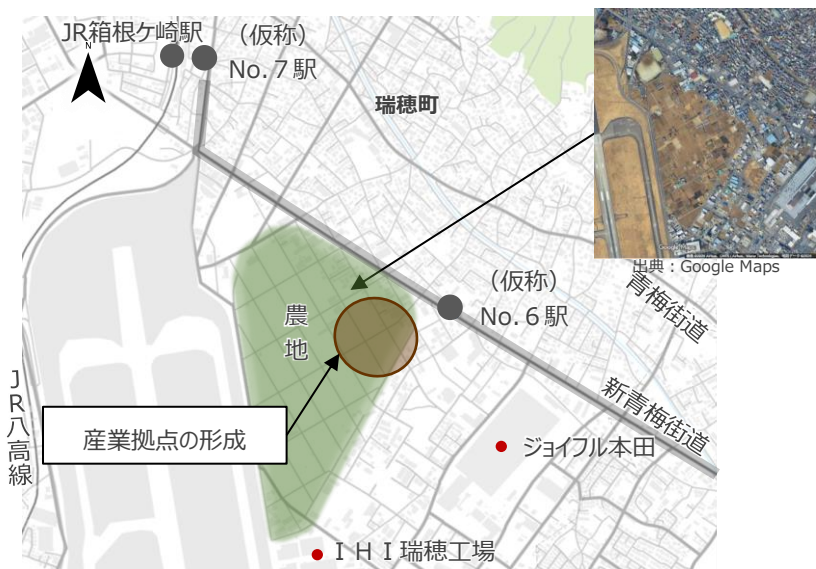 JR箱根ケ崎駅
N
(仮称)
No.7駅
瑞穂町
出典:Google Maps
(仮称)
No.6駅
青梅街道
新青梅街道
農
地
JR八高線
産業拠点の形成
ジョイフル本田
IHI瑞穂工場